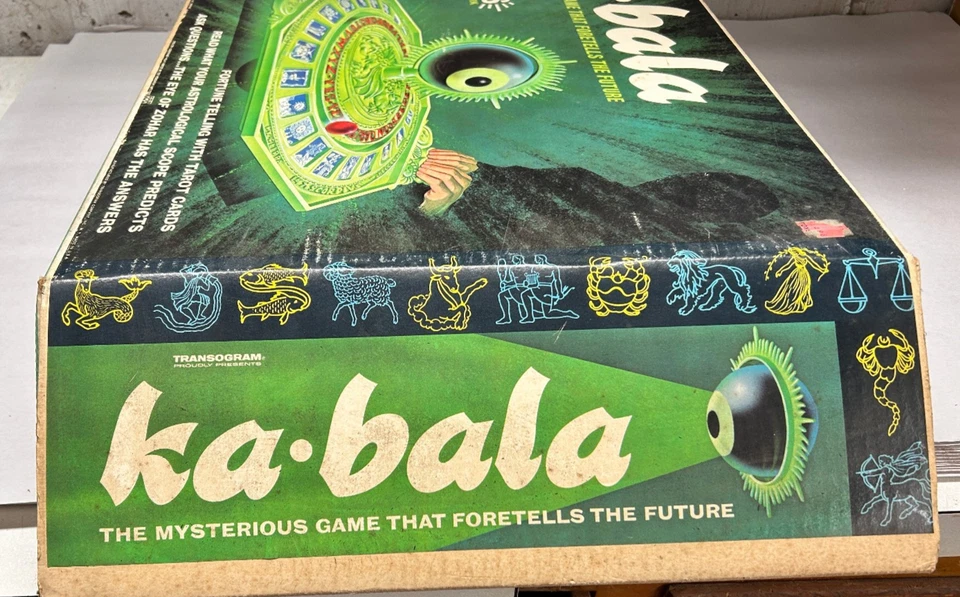 ·bala
GAME THAT FORETELLS THE FUTURE
FORTUNE TELLING WITH TAROT CARDS
READ WHAT YOUR ASTROLOGICAL SCOPE PREDICTS
ASK QUESTIONS...THE EYE OF ZOHAR HAS THE ANSWERS
TRANSOGRAM®
PROUDLY PRESENTS
ka·bala
THE MYSTERIOUS GAME THAT FORETELLS THE FUTURE